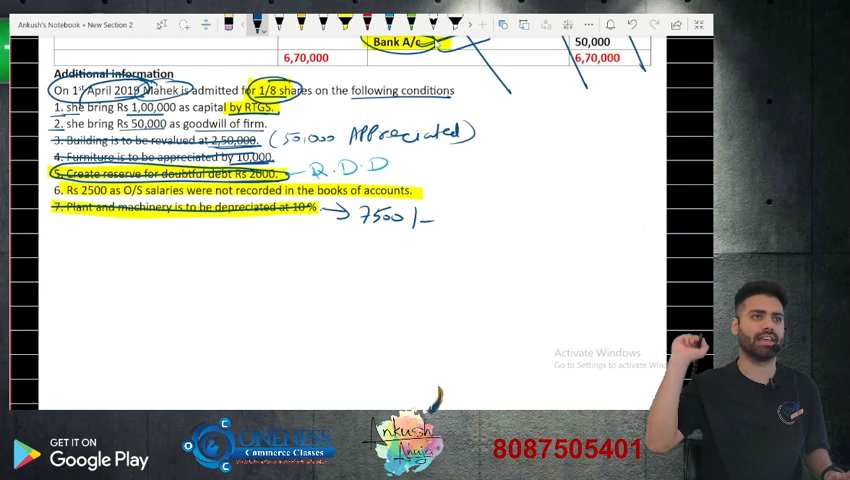 Ankush's Notebook » New Section 2
Bank A/c 50,000
6,70,000 6,70,000
Additional information
On 1st April 2019 Mahek is admitted for 1/8 shares on the following conditions
1. she bring Rs 1,00,000 as capital by RTGS.
2. she bring Rs 50,000 as goodwill of firm.
3. Building is to be revalued at 2,50,000. (50,000 Appreciated)
4. Furniture is to be appreciated by 10,000.
5. Create reserve for doubtful debt Rs 2000. R.D.D
6. Rs 2500 as O/S salaries were not recorded in the books of accounts.
7. Plant and machinery is to be depreciated at 10 % → 7500/-
Activate Windows
Go to Settings to activate Win
GET IT ON
Google Play
ONENESS
Commerce Classes
Ankush
Ahuja
8087505401